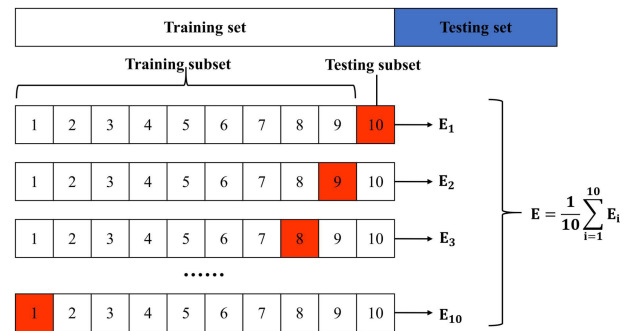 Training set Testing set
Training subset Testing subset
1 2 3 4 5 6 7 8 9 10 E₁
1 2 3 4 5 6 7 8 9 10 E₂
1 2 3 4 5 6 7 8 9 10 E₃
......
1 2 3 4 5 6 7 8 9 10 E₁₀
E = 1/10 ∑_{i=1}^{10} Eᵢ